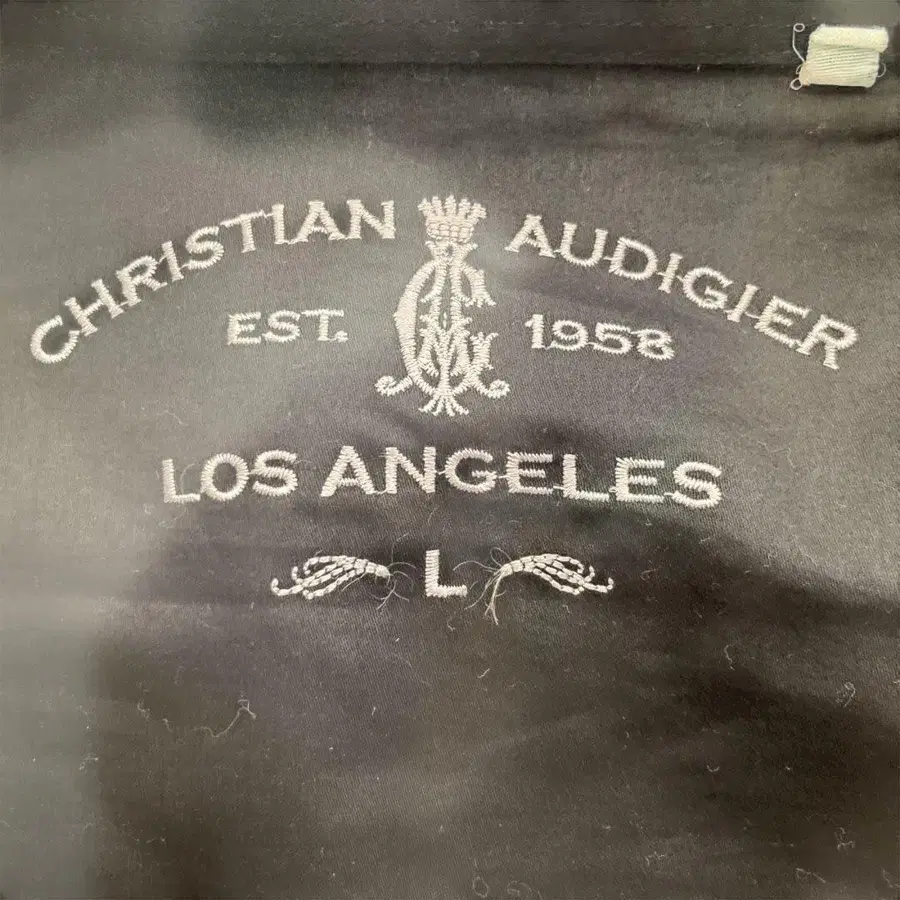 CHRISTIAN AUDIGIER
EST. 1958
LOS ANGELES
L